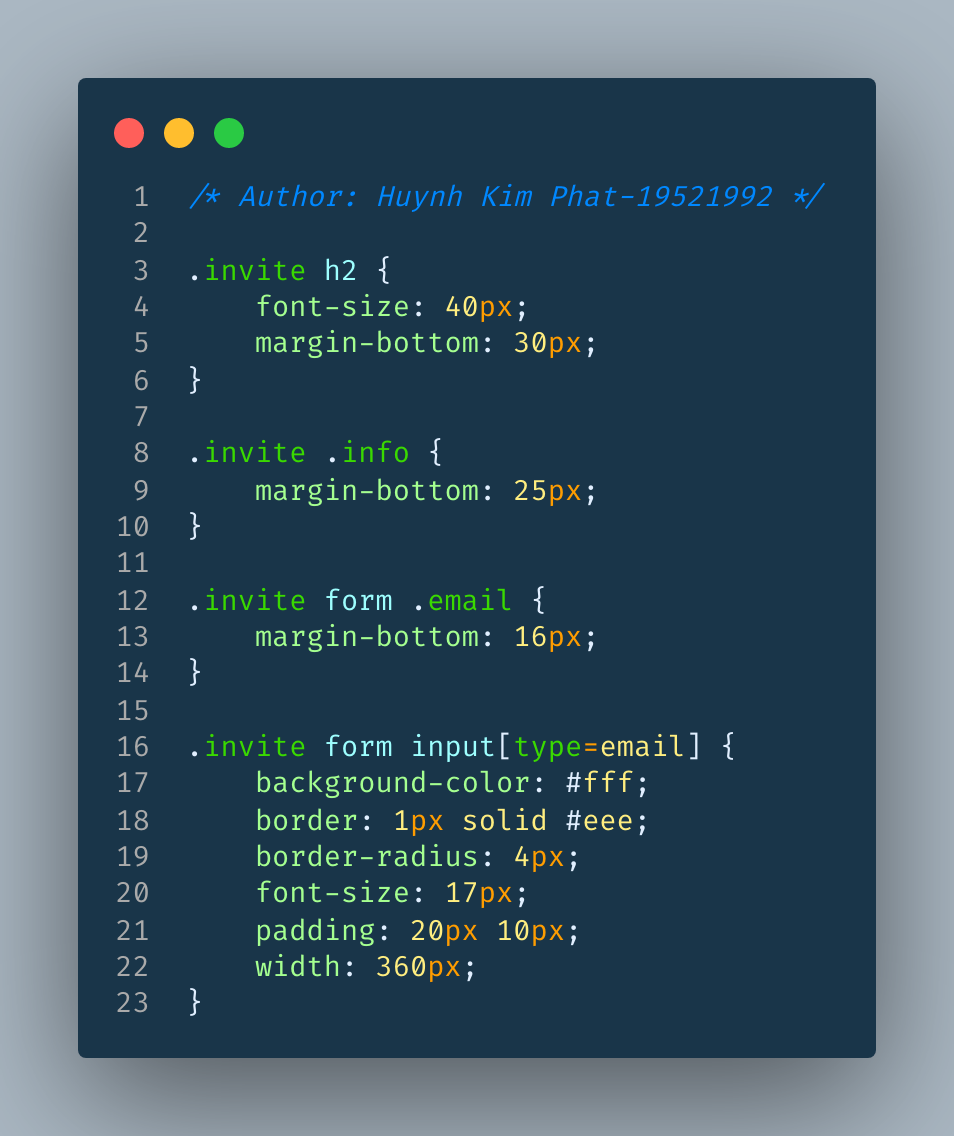 1 /* Author: Huynh Kim Phat-19521992 */
2
3 .invite h2 {
4     font-size: 40px;
5     margin-bottom: 30px;
6 }
7
8 .invite .info {
9     margin-bottom: 25px;
10 }
11
12 .invite form .email {
13     margin-bottom: 16px;
14 }
15
16 .invite form input[type=email] {
17     background-color: #fff;
18     border: 1px solid #eee;
19     border-radius: 4px;
20     font-size: 17px;
21     padding: 20px 10px;
22     width: 360px;
23 }